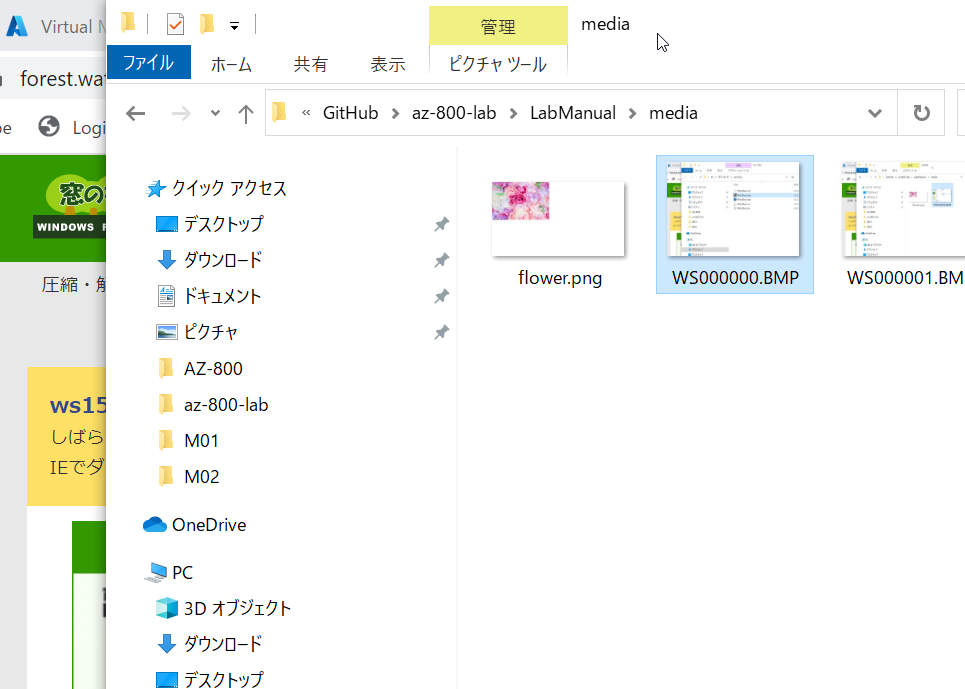 Virtual M
管理
media
ファイル
ホーム
共有
表示
ピクチャ ツール
forest.wa
« GitHub > az-800-lab > LabManual > media
Logi
窓の
WINDOWS
圧縮・解
ws15
しばら
IEでダ
クイック アクセス
デスクトップ
ダウンロード
ドキュメント
ピクチャ
AZ-800
az-800-lab
M01
M02
OneDrive
PC
3D オブジェクト
ダウンロード
デスクトップ
flower.png
WS000000.BMP
WS000001.BM